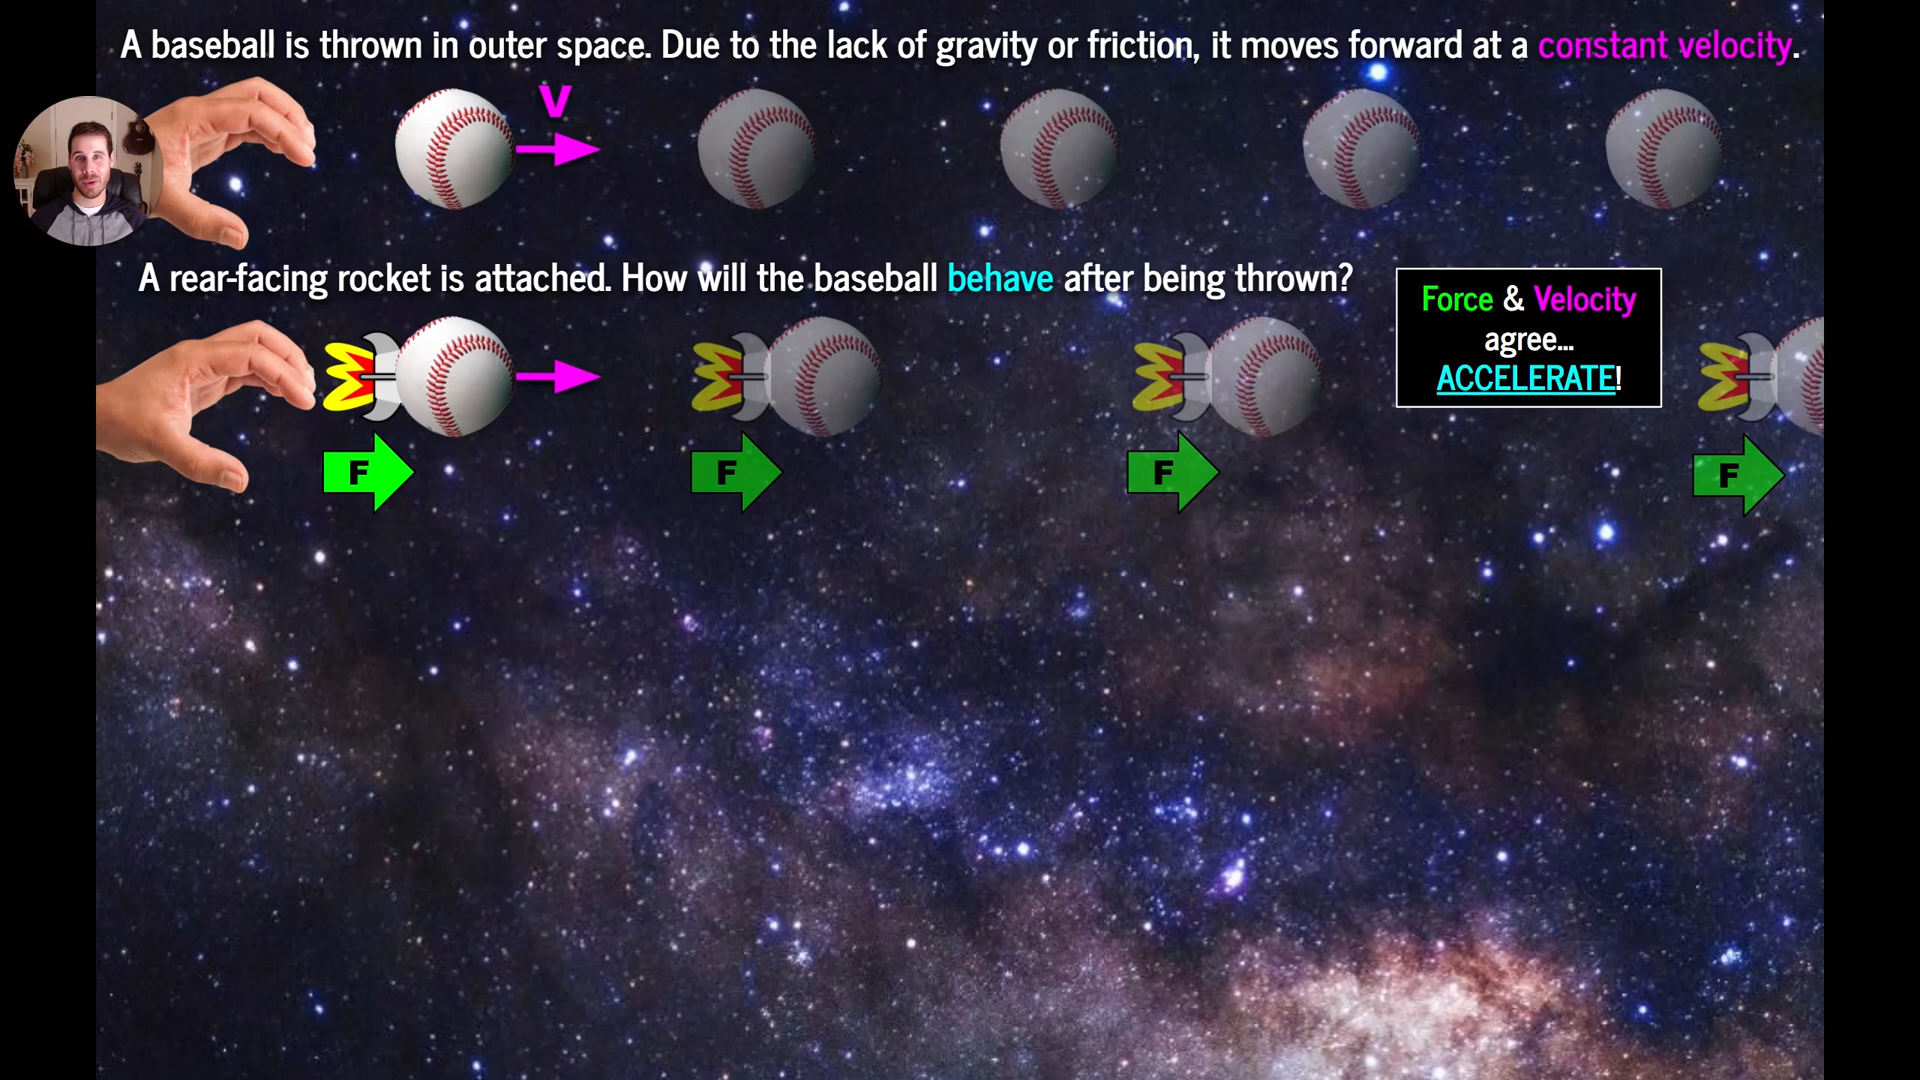 A baseball is thrown in outer space. Due to the lack of gravity or friction, it moves forward at a constant velocity.
V
A rear-facing rocket is attached. How will the baseball behave after being thrown?
Force & Velocity
agree...
ACCELERATE!
F F F F